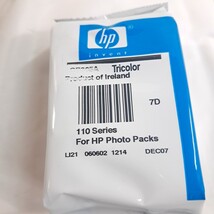 hp
invent
Tricolor
Product of Ireland
7D
110 Series
For HP Photo Packs
LI21 060602 1214 DEC07